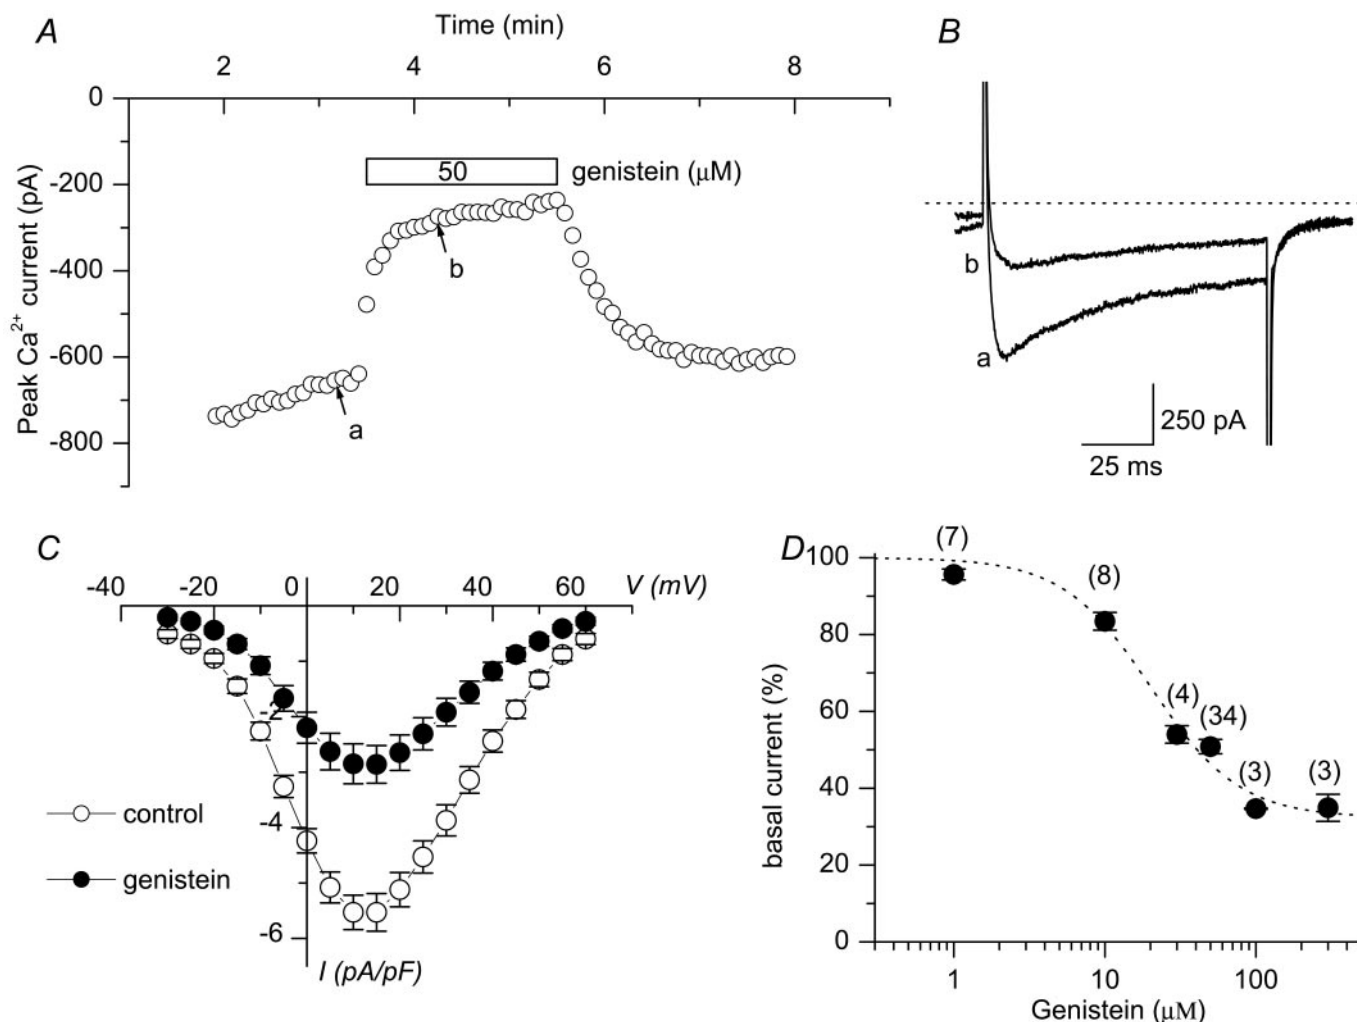 A
Time (min)
2 4 6 8
0
-200
-400
-600
-800
Peak Ca²⁺ current (pA)
50
genistein (μM)
b
a
B
b
a
250 pA
25 ms
C
-40 -20 0 20 40 60
V (mV)
-2
-4
-6
I (pA/pF)
control
genistein
D
100
80
60
40
20
0
basal current (%)
(7)
(8)
(4)
(34)
(3)
(3)
1 10 100
Genistein (μM)